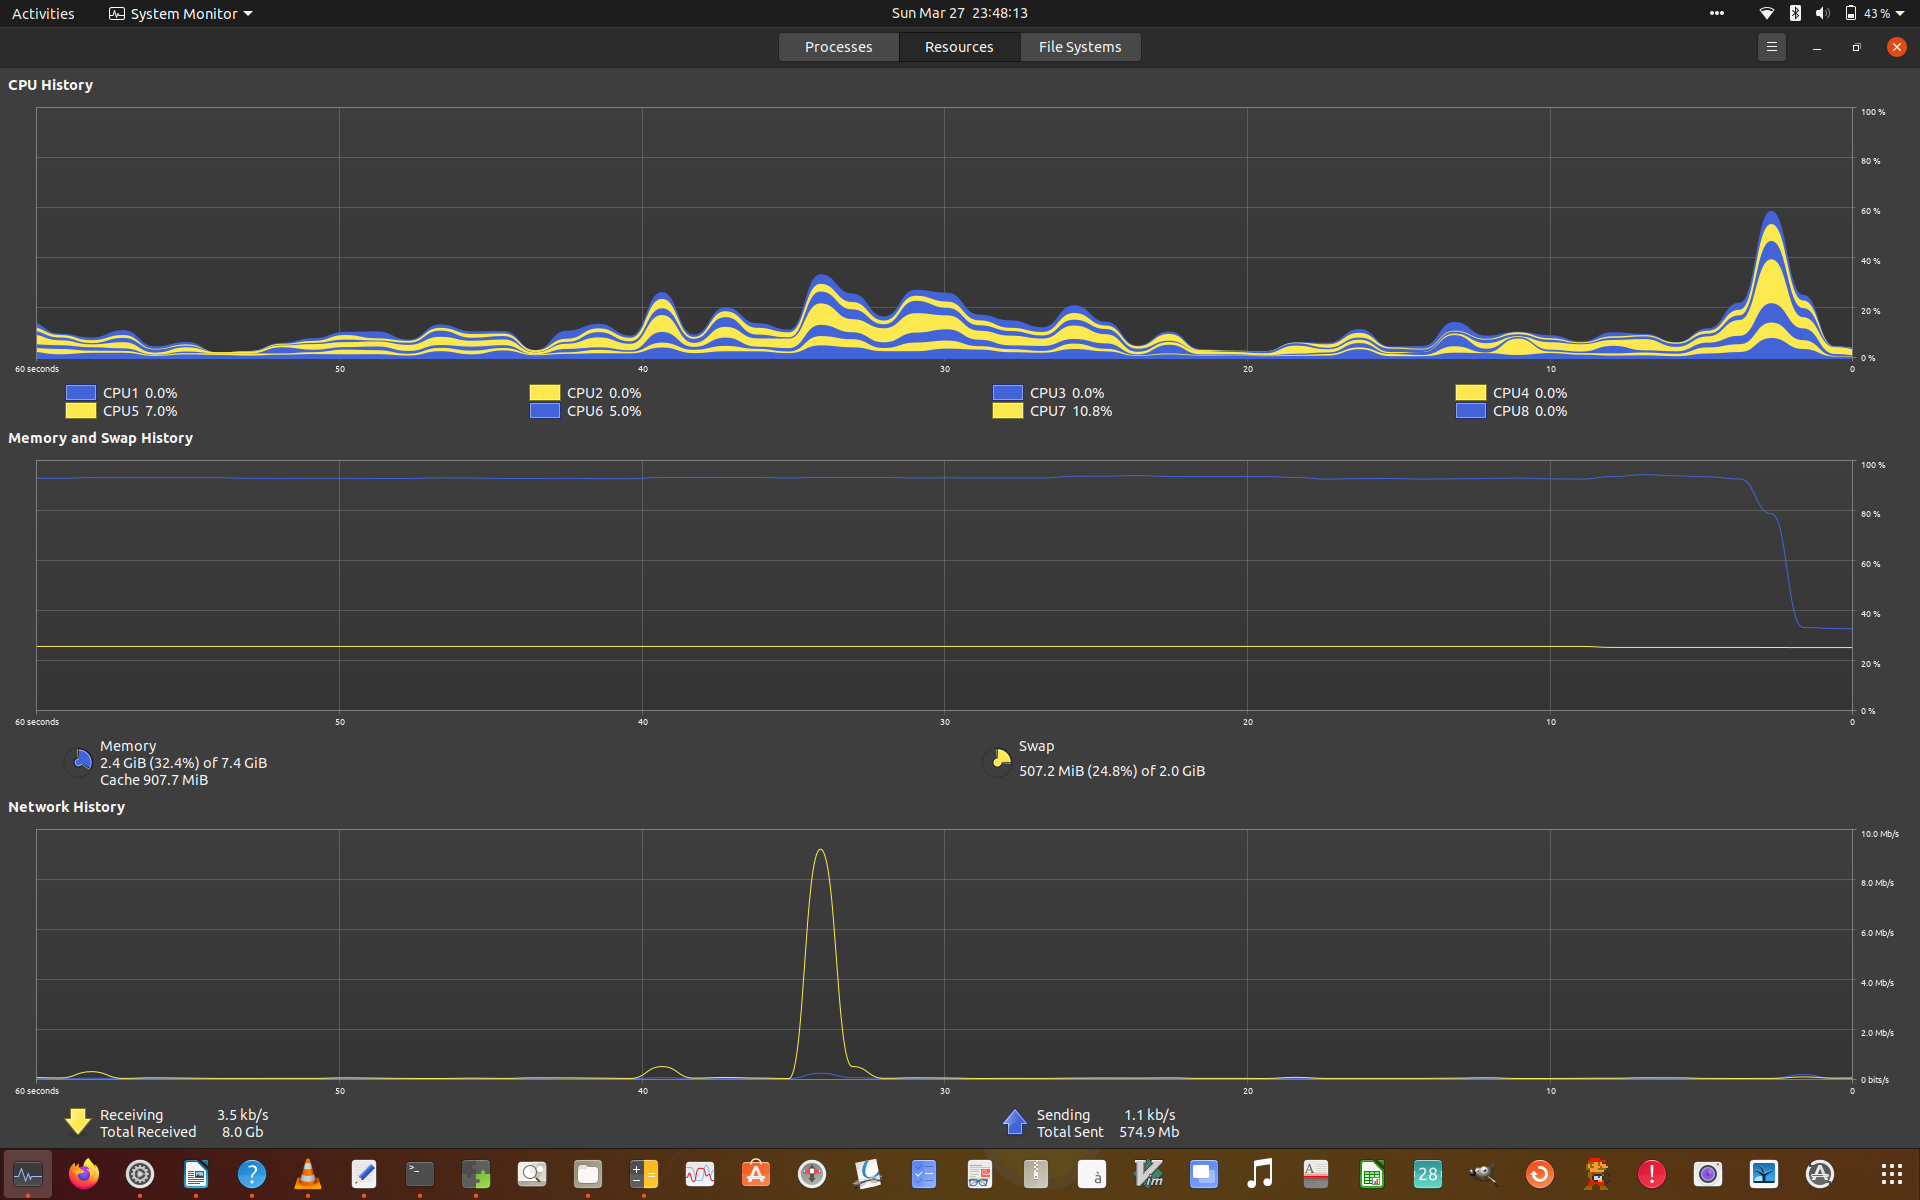 Activities System Monitor Sun Mar 27 23:48:13 43 %
Processes Resources File Systems
CPU History
100 %
80 %
60 %
40 %
20 %
0 %
60 seconds 50 40 30 20 10 0
CPU1 0.0% CPU2 0.0% CPU3 0.0% CPU4 0.0%
CPU5 7.0% CPU6 5.0% CPU7 10.8% CPU8 0.0%
Memory and Swap History
100 %
80 %
60 %
40 %
20 %
0 %
60 seconds 50 40 30 20 10 0
Memory
2.4 GiB (32.4%) of 7.4 GiB
Cache 907.7 MiB
Swap
507.2 MiB (24.8%) of 2.0 GiB
Network History
10.0 Mb/s
8.0 Mb/s
6.0 Mb/s
4.0 Mb/s
2.0 Mb/s
0 bits/s
60 seconds 50 40 30 20 10 0
Receiving 3.5 kb/s
Total Received 8.0 Gb
Sending 1.1 kb/s
Total Sent 574.9 Mb
? >_ A à Vim A 28 !